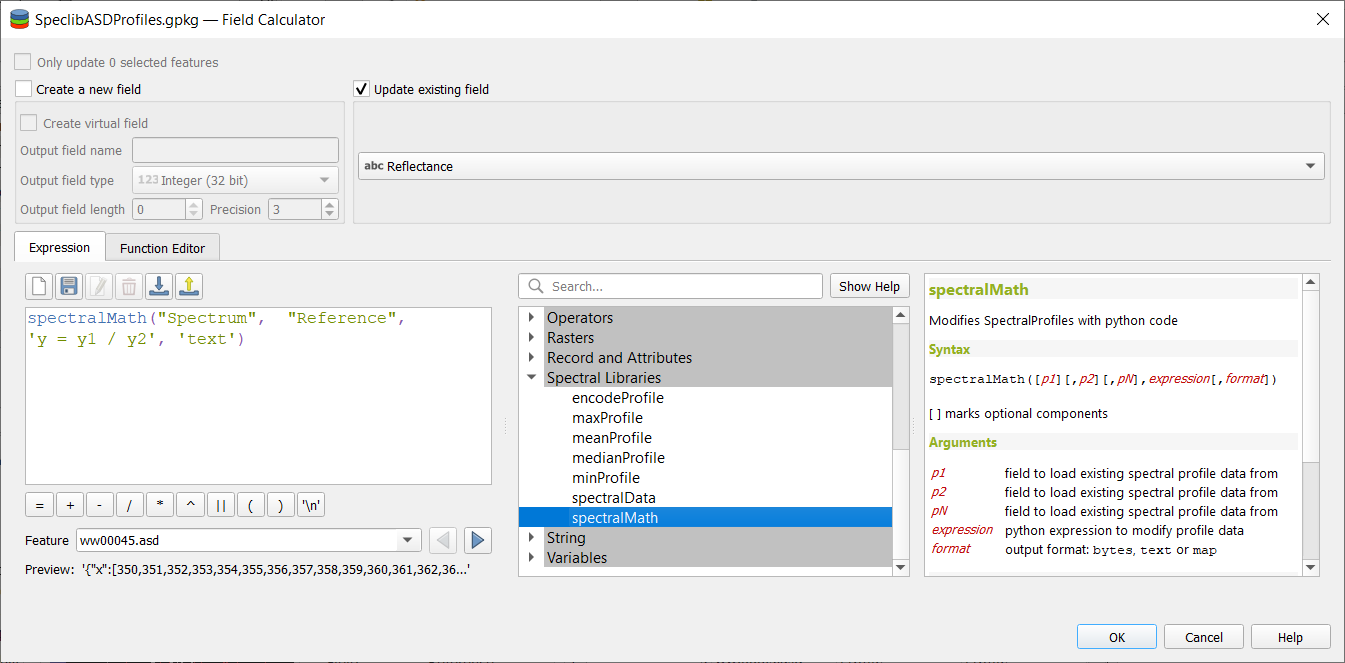 SpeclibASDProfiles.gpkg — Field Calculator
Only update 0 selected features
Create a new field
Update existing field
Create virtual field
Output field name
abc Reflectance
Output field type 123 Integer (32 bit)
Output field length 0 Precision 3
Expression Function Editor
Search...
Show Help
spectralMath("Spectrum",  "Reference",
'y = y1 / y2', 'text')
= + - / * ^ || ( ) '\n'
Feature ww00045.asd
Preview: '{"x":[350,351,352,353,354,355,356,357,358,359,360,361,362,36...'
Operators
Rasters
Record and Attributes
Spectral Libraries
encodeProfile
maxProfile
meanProfile
medianProfile
minProfile
spectralData
spectralMath
String
Variables
spectralMath
Modifies SpectralProfiles with python code
Syntax
spectralMath([p1][,p2][,pN],expression[,format])
[ ] marks optional components
Arguments
p1 field to load existing spectral profile data from
p2 field to load existing spectral profile data from
pN field to load existing spectral profile data from
expression python expression to modify profile data
format output format: bytes, text or map
OK Cancel Help